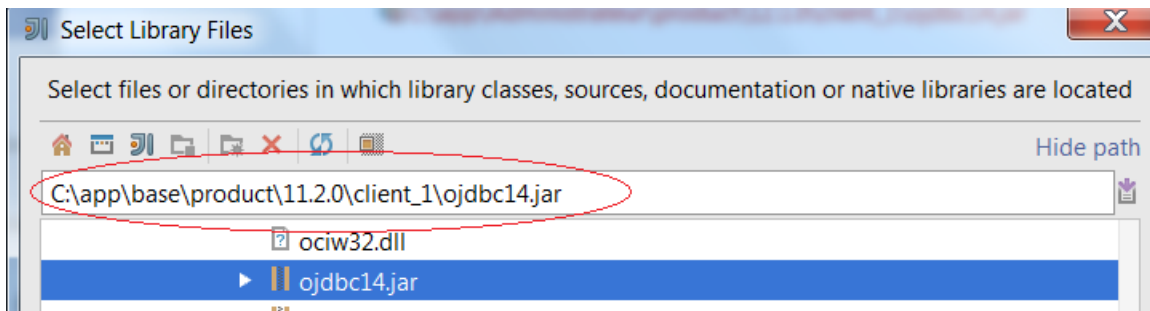 Select Library Files
Select files or directories in which library classes, sources, documentation or native libraries are located
Hide path
C:\app\base\product\11.2.0\client_1\ojdbc14.jar
ociw32.dll
ojdbc14.jar